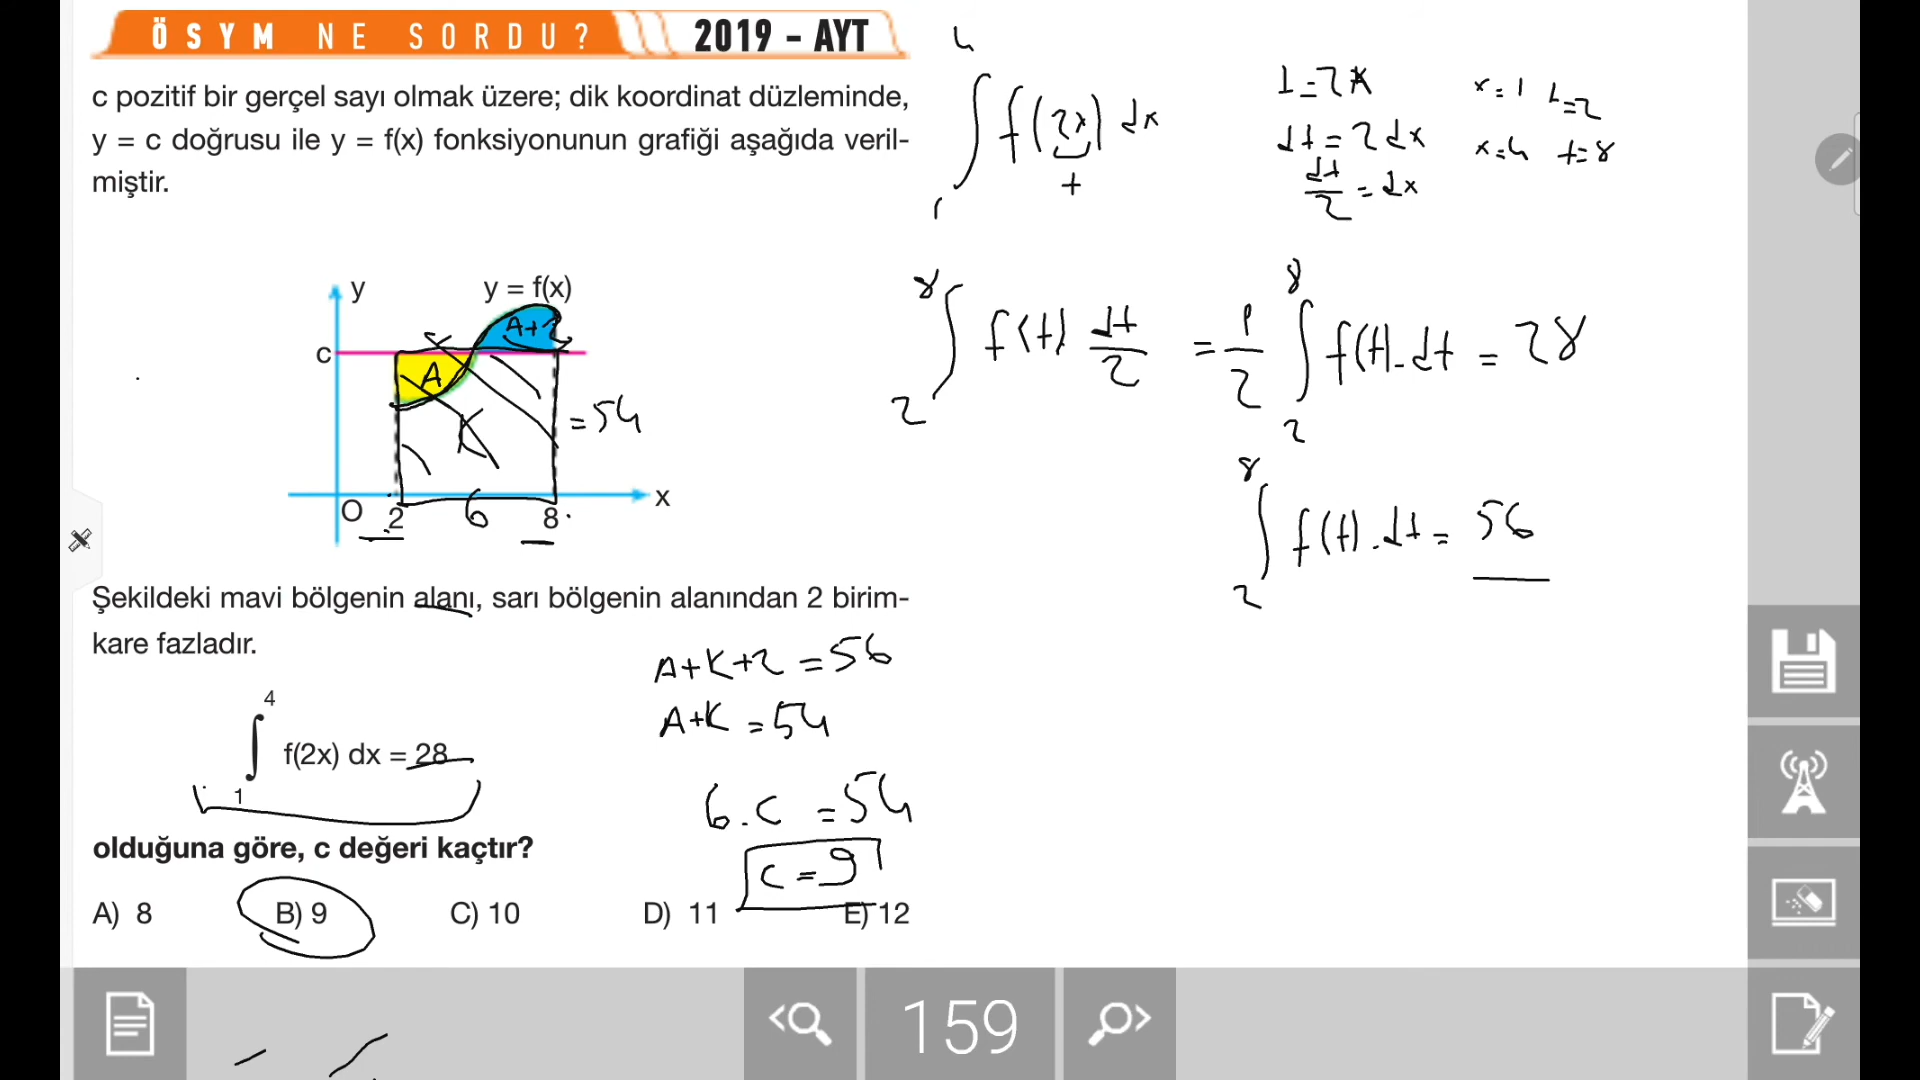 ÖSYM NE SORDU? 2019 - AYT
c pozitif bir gerçel sayı olmak üzere; dik koordinat düzleminde,
y = c doğrusu ile y = f(x) fonksiyonunun grafiği aşağıda veril-
miştir.
y
y = f(x)
A+2
c
A
K
= 54
O 2 6 8
x
Şekildeki mavi bölgenin alanı, sarı bölgenin alanından 2 birim-
kare fazladır.
4
∫ f(2x) dx = 28
1
olduğuna göre, c değeri kaçtır?
A) 8 B) 9 C) 10 D) 11 E) 12
A+K+2 = 56
A+K = 54
6.c = 54
c = 9
4
∫ f(2x) dx
1
t
t = 2x
dt = 2dx
dt/2 = dx
x=1 t=2
x=4 t=8
8 8
∫ f(t) dt/2 = 1/2 ∫ f(t).dt = 28
2 2
8
∫ f(t).dt = 56
2
159